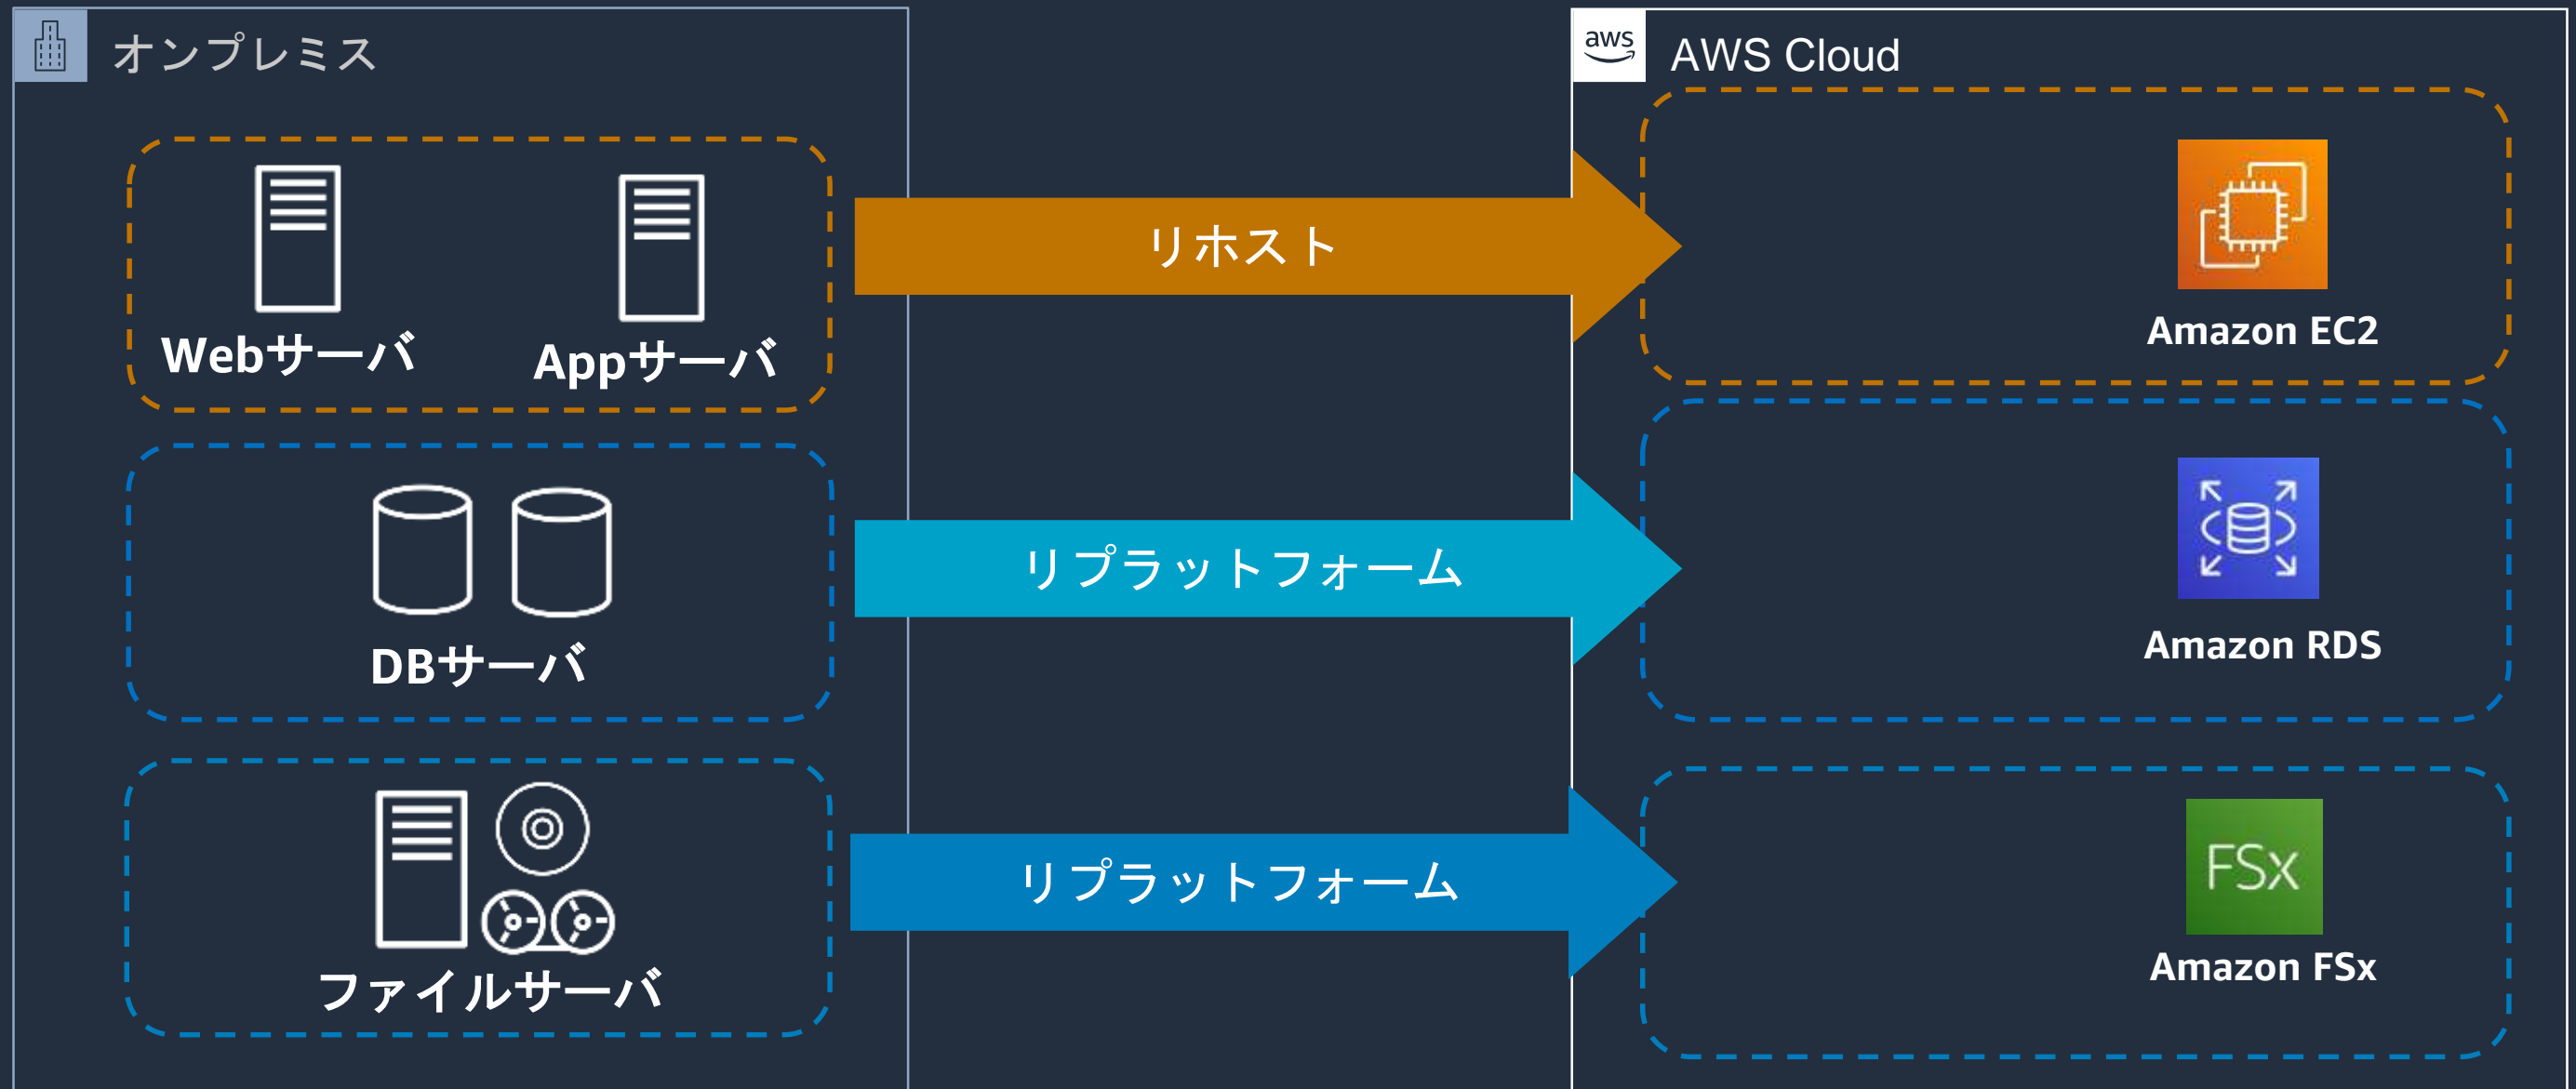 オンプレミス
aws
AWS Cloud
Webサーバ
Appサーバ
リホスト
Amazon EC2
DBサーバ
リプラットフォーム
Amazon RDS
ファイルサーバ
リプラットフォーム
FSx
Amazon FSx